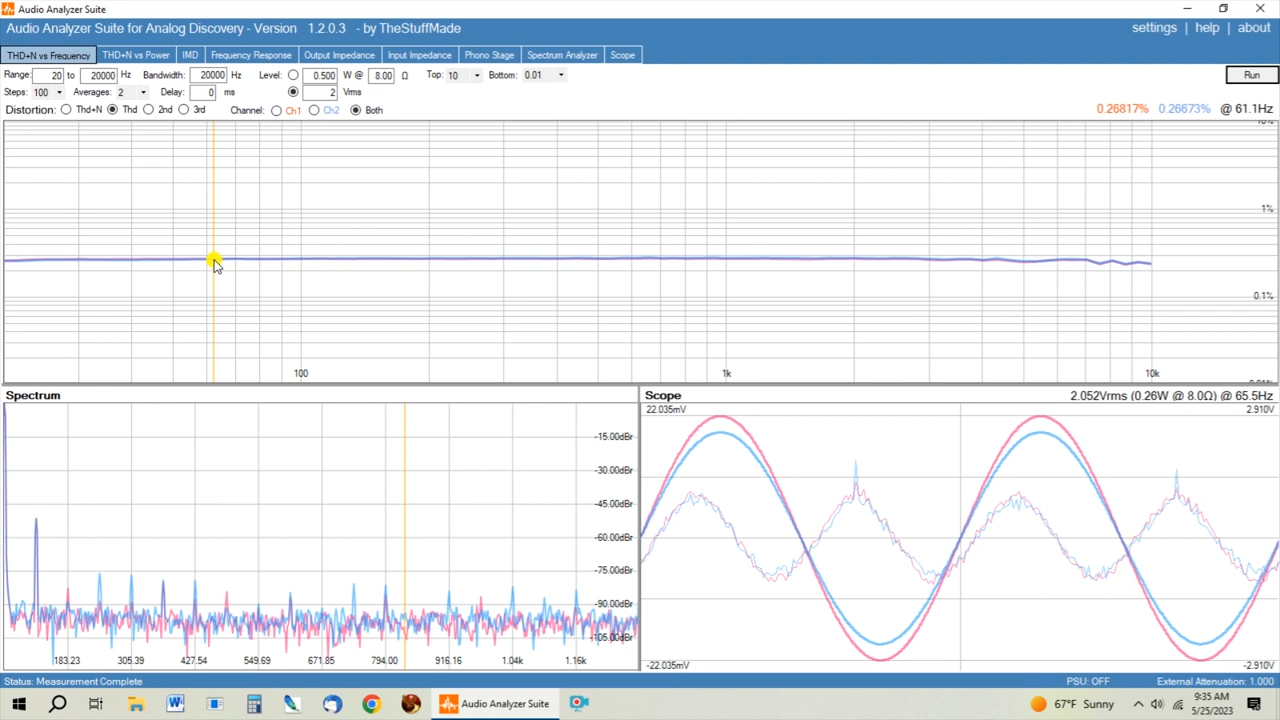 Audio Analyzer Suite
Audio Analyzer Suite for Analog Discovery - Version 1.2.0.3 - by TheStuffMade
settings | help | about
THD+N vs Frequency THD+N vs Power IMD Frequency Response Output Impedance Input Impedance Phono Stage Spectrum Analyzer Scope
Range: 20 to 20000 Hz Bandwidth: 20000 Hz Level: 0.500 W @ 8.00 Ω Top: 10 Bottom: 0.01 Run
Steps: 100 Averages: 2 Delay: 0 ms 2 Vrms
Distortion: Thd+N Thd 2nd 3rd Channel: Ch1 Ch2 Both 0.26817% 0.26673% @ 61.1Hz
10%
1%
0.1%
100 1k 10k
0.01%
Spectrum
-15.00dBr
-30.00dBr
-45.00dBr
-60.00dBr
-75.00dBr
-90.00dBr
-105.00dBr
183.23 305.39 427.54 549.69 671.85 794.00 916.16 1.04k 1.16k
Scope 2.052Vrms (0.26W @ 8.0Ω) @ 65.5Hz
22.035mV 2.910V
-22.035mV -2.910V
Status: Measurement Complete PSU: OFF External Attenuation: 1.000
Audio Analyzer Suite 67°F Sunny 9:35 AM
5/25/2023